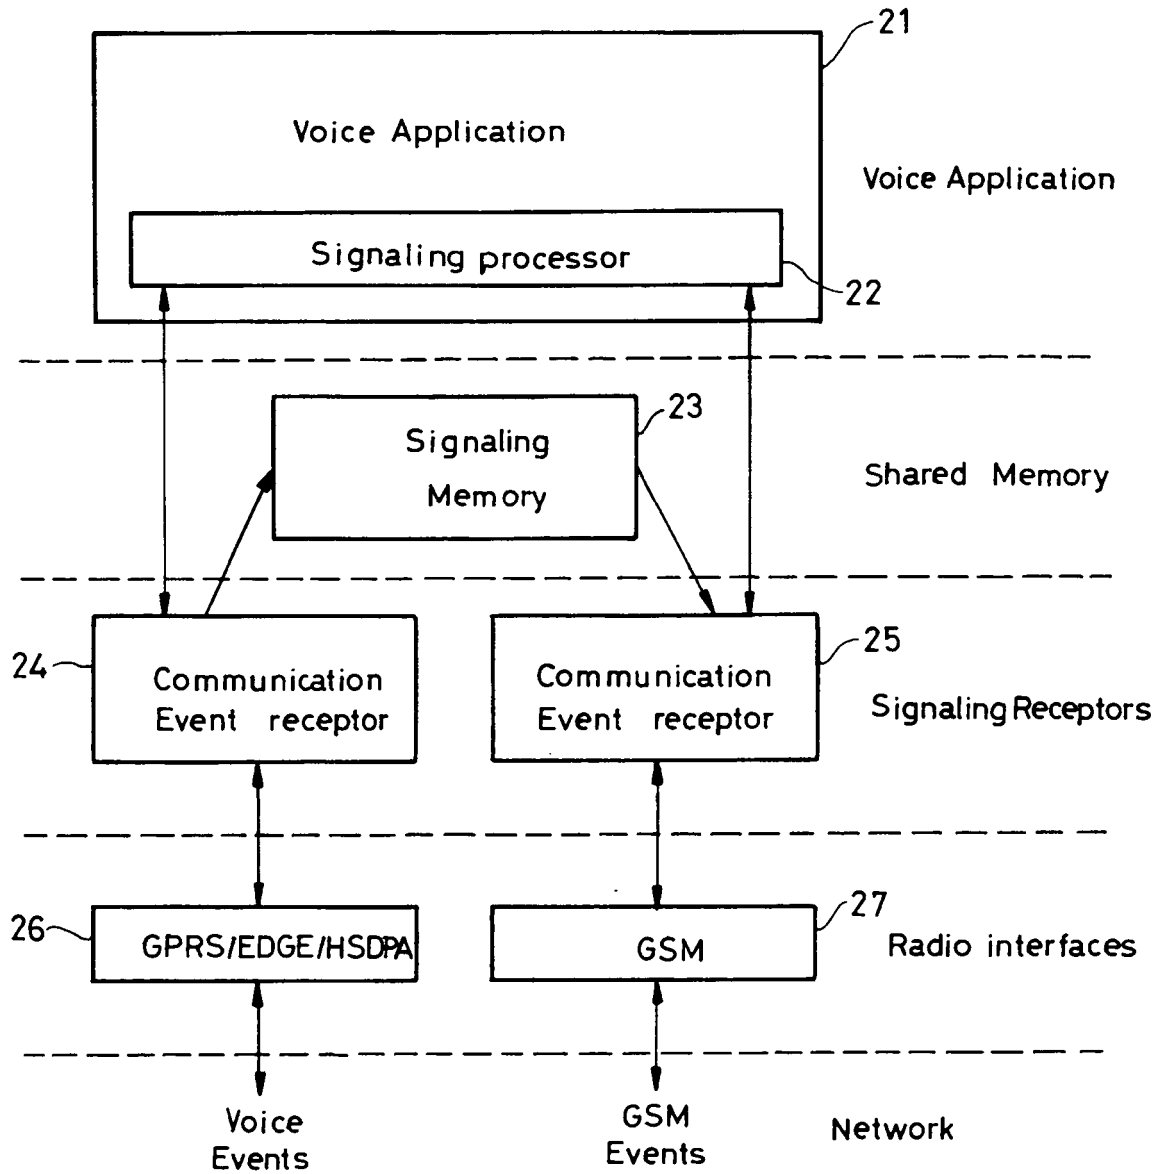 21
Voice Application
Voice Application
Signaling processor
22
23
Signaling
Memory
Shared Memory
24
25
Communication
Event receptor
Communication
Event receptor
Signaling Receptors
26
27
GPRS/EDGE/HSDPA
GSM
Radio interfaces
Voice
Events
GSM
Events
Network